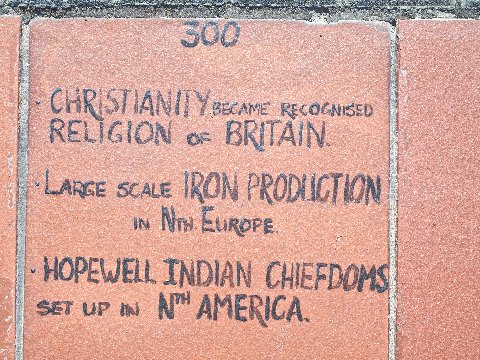 300
· CHRISTIANITY BECAME RECOGNISED
RELIGION OF BRITAIN.
· LARGE SCALE IRON PRODUCTION
IN NTH EUROPE.
· HOPEWELL INDIAN CHIEFDOMS
SET UP IN NTH AMERICA.